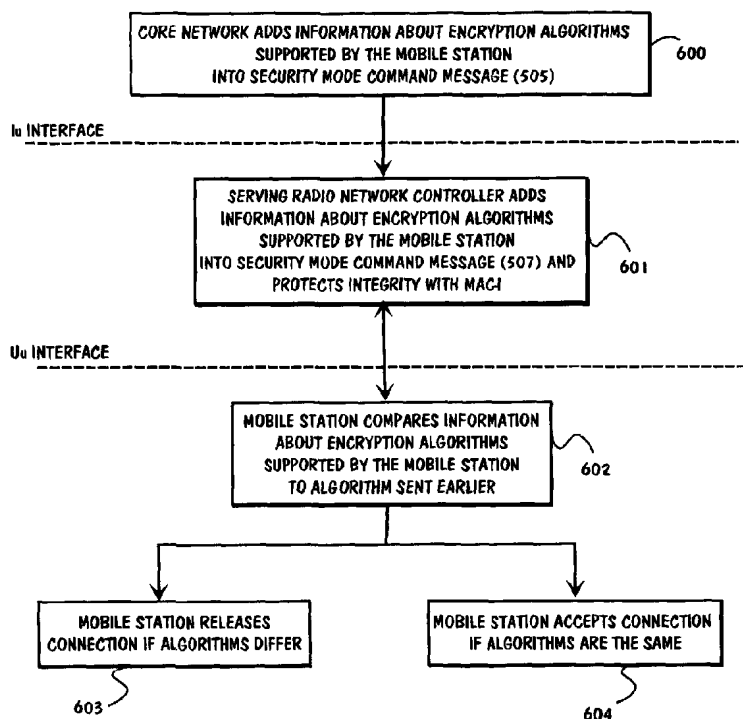 CORE NETWORK ADDS INFORMATION ABOUT ENCRYPTION ALGORITHMS
SUPPORTED BY THE MOBILE STATION
INTO SECURITY MODE COMMAND MESSAGE (505)
600
Iu INTERFACE
SERVING RADIO NETWORK CONTROLLER ADDS
INFORMATION ABOUT ENCRYPTION ALGORITHMS
SUPPORTED BY THE MOBILE STATION
INTO SECURITY MODE COMMAND MESSAGE (507) AND
PROTECTS INTEGRITY WITH MAC-I
601
Uu INTERFACE
MOBILE STATION COMPARES INFORMATION
ABOUT ENCRYPTION ALGORITHMS
SUPPORTED BY THE MOBILE STATION
TO ALGORITHM SENT EARLIER
602
MOBILE STATION RELEASES
CONNECTION IF ALGORITHMS DIFFER
603
MOBILE STATION ACCEPTS CONNECTION
IF ALGORITHMS ARE THE SAME
604